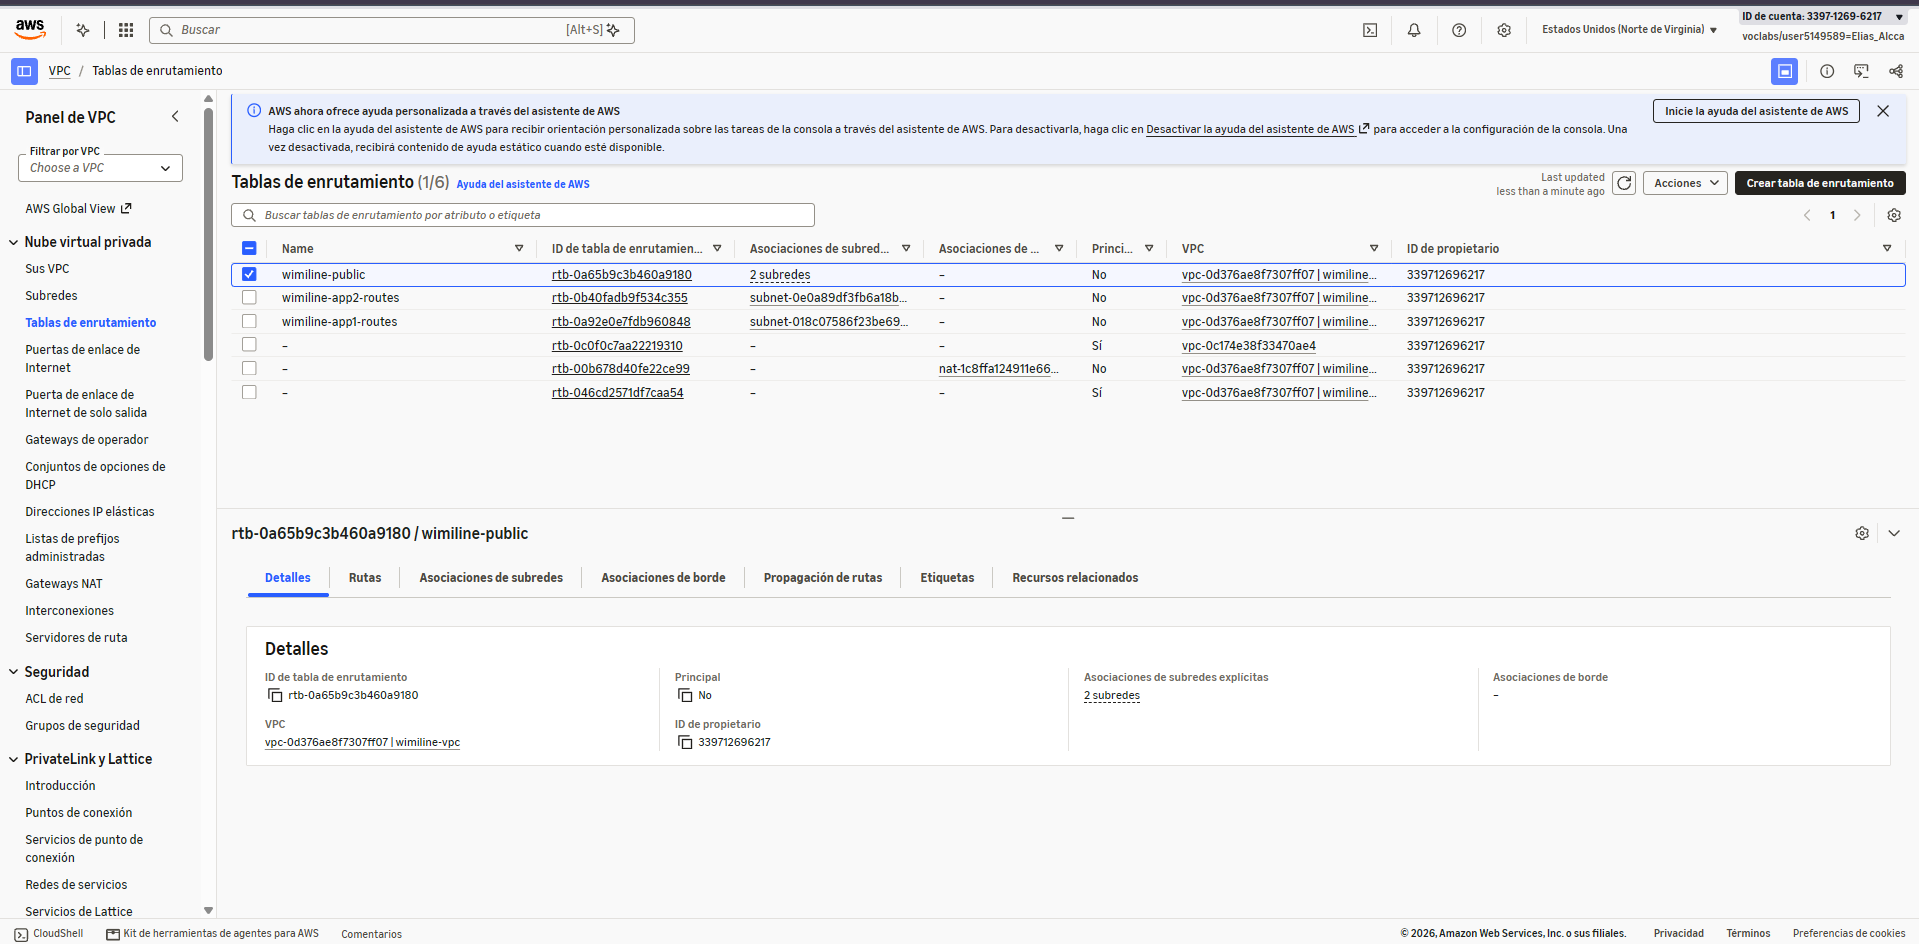 aws
Buscar
[Alt+S]
Estados Unidos (Norte de Virginia)
ID de cuenta: 3397-1269-6217
voclabs/user5149589=Elias_Alcca
VPC / Tablas de enrutamiento
Panel de VPC
Filtrar por VPC
Choose a VPC
AWS Global View
Nube virtual privada
Sus VPC
Subredes
Tablas de enrutamiento
Puertas de enlace de
Internet
Puerta de enlace de
Internet de solo salida
Gateways de operador
Conjuntos de opciones de
DHCP
Direcciones IP elásticas
Listas de prefijos
administradas
Gateways NAT
Interconexiones
Servidores de ruta
Seguridad
ACL de red
Grupos de seguridad
PrivateLink y Lattice
Introducción
Puntos de conexión
Servicios de punto de
conexión
Redes de servicios
Servicios de Lattice
AWS ahora ofrece ayuda personalizada a través del asistente de AWS
Haga clic en la ayuda del asistente de AWS para recibir orientación personalizada sobre las tareas de la consola a través del asistente de AWS. Para desactivarla, haga clic en Desactivar la ayuda del asistente de AWS para acceder a la configuración de la consola. Una
vez desactivada, recibirá contenido de ayuda estático cuando esté disponible.
Inicie la ayuda del asistente de AWS
Tablas de enrutamiento (1/6) Ayuda del asistente de AWS
Last updated
less than a minute ago
Acciones
Crear tabla de enrutamiento
Buscar tablas de enrutamiento por atributo o etiqueta
1
Name ID de tabla de enrutamien... Asociaciones de subred... Asociaciones de ... Princi... VPC ID de propietario
wimiline-public rtb-0a65b9c3b460a9180 2 subredes – No vpc-0d376ae8f7307ff07 | wimiline... 339712696217
wimiline-app2-routes rtb-0b40fadb9f534c355 subnet-0e0a89df3fb6a18b... – No vpc-0d376ae8f7307ff07 | wimiline... 339712696217
wimiline-app1-routes rtb-0a92e0e7fdb960848 subnet-018c07586f23be69... – No vpc-0d376ae8f7307ff07 | wimiline... 339712696217
– rtb-0c0f0c7aa22219310 – – Sí vpc-0c174e38f33470ae4 339712696217
– rtb-00b678d40fe22ce99 – nat-1c8ffa124911e66... No vpc-0d376ae8f7307ff07 | wimiline... 339712696217
– rtb-046cd2571df7caa54 – – Sí vpc-0d376ae8f7307ff07 | wimiline... 339712696217
rtb-0a65b9c3b460a9180 / wimiline-public
Detalles Rutas Asociaciones de subredes Asociaciones de borde Propagación de rutas Etiquetas Recursos relacionados
Detalles
ID de tabla de enrutamiento
rtb-0a65b9c3b460a9180
VPC
vpc-0d376ae8f7307ff07 | wimiline-vpc
Principal
No
ID de propietario
339712696217
Asociaciones de subredes explícitas
2 subredes
Asociaciones de borde
–
CloudShell Kit de herramientas de agentes para AWS Comentarios
© 2026, Amazon Web Services, Inc. o sus filiales. Privacidad Términos Preferencias de cookies